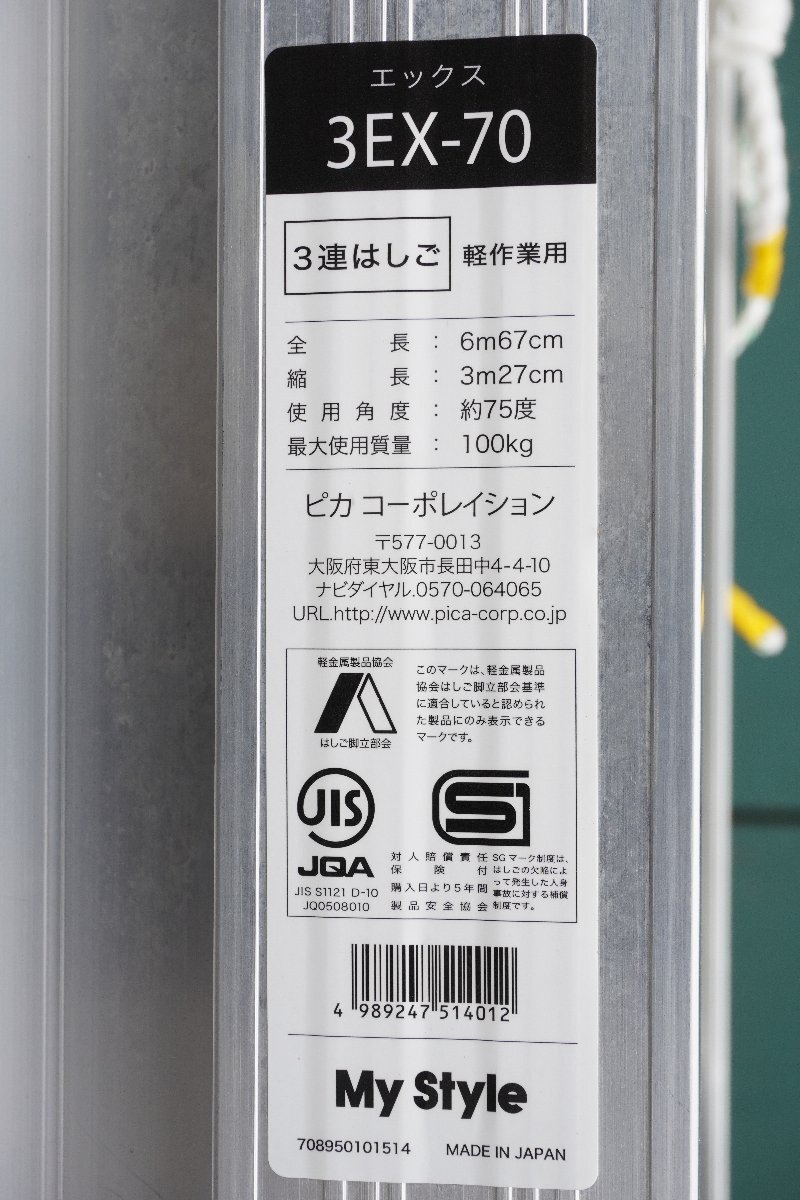 エックス
3EX-70
3連はしご 軽作業用
全長：6m67cm
縮長：3m27cm
使用角度：約75度
最大使用質量：100kg
ピカ コーポレイション
〒577-0013
大阪府東大阪市長田中4-4-10
ナビダイヤル.0570-064065
URL.http://www.pica-corp.co.jp
軽金属製品協会
はしご脚立部会
このマークは、軽金属製品
協会はしご脚立部会基準
に適合していると認められ
た製品にのみ表示できる
マークです。
JIS
JQA
JIS S1121 D-10
JQ0508010
SG
対人賠償責任
保険付
購入日より5年間
製品安全協会
SGマーク制度は、
はしごの欠陥によ
って発生した人身
事故に対する補償
制度です。
4 989247 514012
My Style
708950101514 MADE IN JAPAN